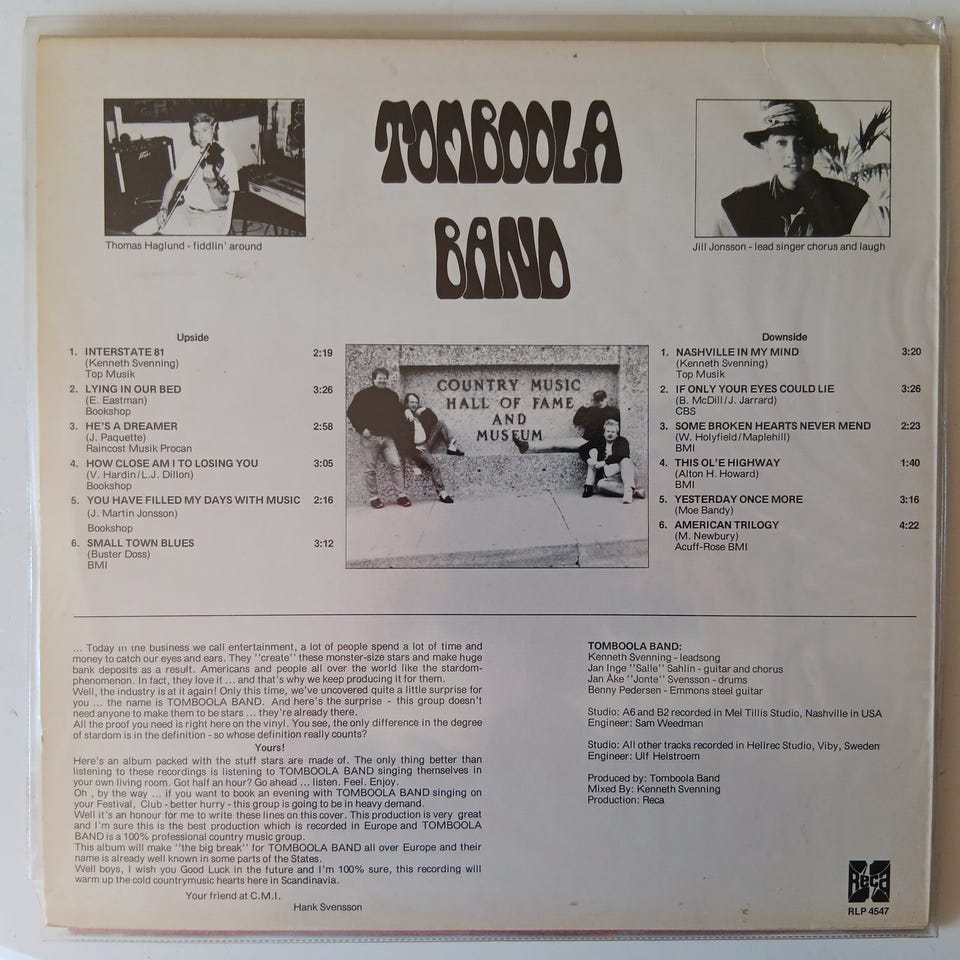 TOMBOOLA
BAND
Thomas Haglund - fiddlin' around
Jill Jonsson - lead singer chorus and laugh
Upside
1. INTERSTATE 81 2:19
(Kenneth Svenning)
Top Musik
2. LYING IN OUR BED 3:26
(E. Eastman)
Bookshop
3. HE'S A DREAMER 2:58
(J. Paquette)
Raincost Musik Procan
4. HOW CLOSE AM I TO LOSING YOU 3:05
(V. Hardin/L.J. Dillon)
Bookshop
5. YOU HAVE FILLED MY DAYS WITH MUSIC 2:16
(J. Martin Jonsson)
Bookshop
6. SMALL TOWN BLUES 3:12
(Buster Doss)
BMI
COUNTRY MUSIC
HALL OF FAME
AND
MUSEUM
Downside
1. NASHVILLE IN MY MIND 3:20
(Kenneth Svenning)
Top Musik
2. IF ONLY YOUR EYES COULD LIE 3:26
(B. McDill/J. Jarrard)
CBS
3. SOME BROKEN HEARTS NEVER MEND 2:23
(W. Holyfield/Maplehill)
BMI
4. THIS OL'E HIGHWAY 1:40
(Alton H. Howard)
BMI
5. YESTERDAY ONCE MORE 3:16
(Moe Bandy)
6. AMERICAN TRILOGY 4:22
(M. Newbury)
Acuff-Rose BMI
... Today in the business we call entertainment, a lot of people spend a lot of time and
money to catch our eyes and ears. They ''create'' these monster-size stars and make huge
bank deposits as a result. Americans and people all over the world like the stardom-
phenomenon. In fact, they love it ... and that's why we keep producing it for them.
Well, the industry is at it again! Only this time, we've uncovered quite a little surprise for
you ... the name is TOMBOOLA BAND. And here's the surprise - this group doesn't
need anyone to make them to be stars ... they're already there.
All the proof you need is right here on the vinyl. You see, the only difference in the degree
of stardom is in the definition - so whose definition really counts?
Yours!
Here's an album packed with the stuff stars are made of. The only thing better than
listening to these recordings is listening to TOMBOOLA BAND singing themselves in
your own living room. Got half an hour? Go ahead ... listen. Feel. Enjoy.
Oh , by the way ... if you want to book an evening with TOMBOOLA BAND singing on
your Festival, Club - better hurry - this group is going to be in heavy demand.
Well it's an honour for me to write these lines on this cover. This production is very great
and I'm sure this is the best production which is recorded in Europe and TOMBOOLA
BAND is a 100% professional country music group.
This album will make ''the big break'' for TOMBOOLA BAND all over Europe and their
name is already well known in some parts of the States.
Well boys, I wish you Good Luck in the future and I'm 100% sure, this recording will
warm up the cold countrymusic hearts here in Scandinavia.
Your friend at C.M.I.
Hank Svensson
TOMBOOLA BAND:
Kenneth Svenning - leadsong
Jan Inge ''Salle'' Sahlin - guitar and chorus
Jan Åke ''Jonte'' Svensson - drums
Benny Pedersen - Emmons steel guitar
Studio: A6 and B2 recorded in Mel Tillis Studio, Nashville in USA
Engineer: Sam Weedman
Studio: All other tracks recorded in Hellrec Studio, Viby, Sweden
Engineer: Ulf Helstroem
Produced by: Tomboola Band
Mixed By: Kenneth Svenning
Production: Reca
Reca
RLP 4547